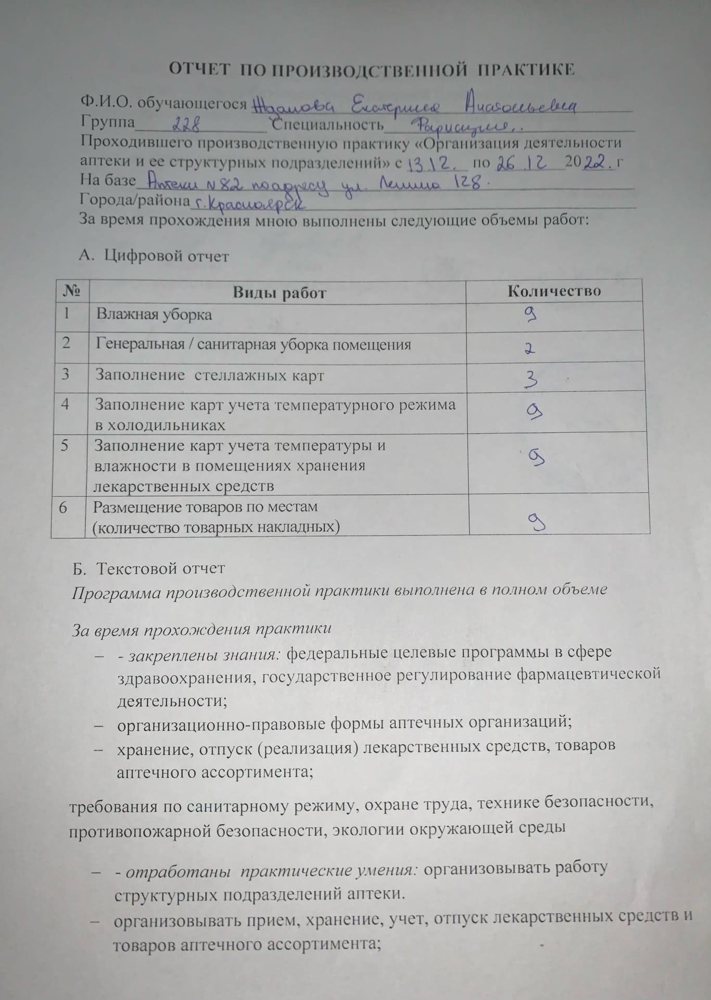 ОТЧЕТ ПО ПРОИЗВОДСТВЕННОЙ ПРАКТИКЕ
Ф.И.О. обучающегося Жданова Екатерина Анатольевна
Группа 228 Специальность
Проходившего производственную практику «Организация деятельности
аптеки и ее структурных подразделений» с 13.12. по 26.12 2022. г
На базе Аптеки N82 по адресу ул. Ленина 128.
Города/района г.Красноярск
За время прохождения мною выполнены следующие объемы работ:
А. Цифровой отчет
№ Виды работ Количество
1 Влажная уборка 9
2 Генеральная / санитарная уборка помещения 2
3 Заполнение стеллажных карт 3
4 Заполнение карт учета температурного режима
в холодильниках 9
5 Заполнение карт учета температуры и
влажности в помещениях хранения 9
лекарственных средств
6 Размещение товаров по местам
(количество товарных накладных) 9
Б. Текстовой отчет
Программа производственной практики выполнена в полном объеме
За время прохождения практики
– - закреплены знания: федеральные целевые программы в сфере
здравоохранения, государственное регулирование фармацевтической
деятельности;
– организационно-правовые формы аптечных организаций;
– хранение, отпуск (реализация) лекарственных средств, товаров
аптечного ассортимента;
требования по санитарному режиму, охране труда, технике безопасности,
противопожарной безопасности, экологии окружающей среды
– - отработаны практические умения: организовывать работу
структурных подразделений аптеки.
– организовывать прием, хранение, учет, отпуск лекарственных средств и
товаров аптечного ассортимента;